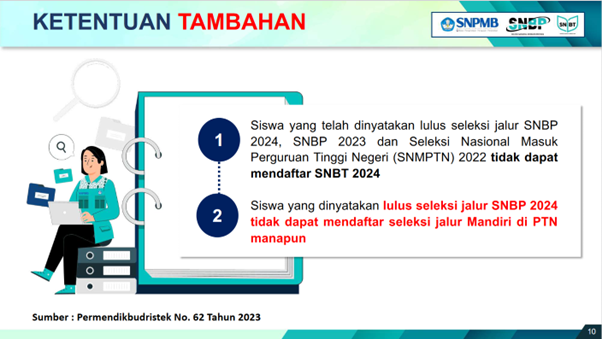 KETENTUAN TAMBAHAN
SNPMB
SNBP
SNBT
1
Siswa yang telah dinyatakan lulus seleksi jalur SNBP
2024, SNBP 2023 dan Seleksi Nasional Masuk
Perguruan Tinggi Negeri (SNMPTN) 2022 tidak dapat
mendaftar SNBT 2024
2
Siswa yang dinyatakan lulus seleksi jalur SNBP 2024
tidak dapat mendaftar seleksi jalur Mandiri di PTN
manapun
Sumber : Permendikbudristek No. 62 Tahun 2023
10